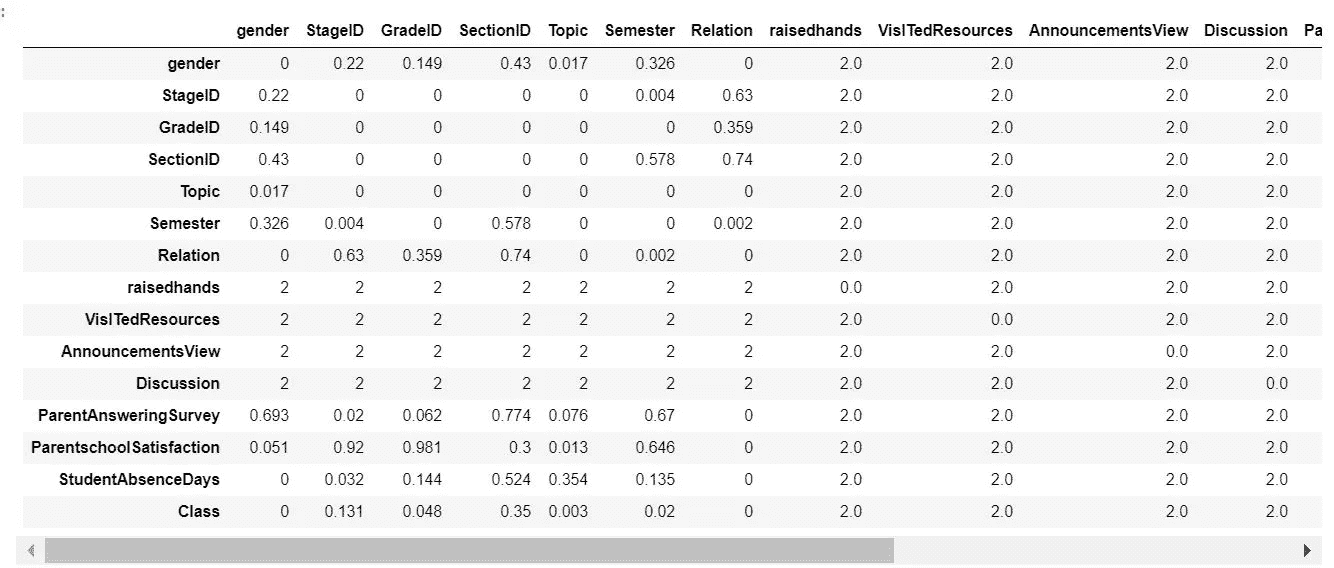 :
gender StageID GradeID SectionID Topic Semester Relation raisedhands VisITedResources AnnouncementsView Discussion Pa
gender 0 0.22 0.149 0.43 0.017 0.326 0 2.0 2.0 2.0 2.0
StageID 0.22 0 0 0 0 0.004 0.63 2.0 2.0 2.0 2.0
GradeID 0.149 0 0 0 0 0 0.359 2.0 2.0 2.0 2.0
SectionID 0.43 0 0 0 0 0.578 0.74 2.0 2.0 2.0 2.0
Topic 0.017 0 0 0 0 0 0 2.0 2.0 2.0 2.0
Semester 0.326 0.004 0 0.578 0 0 0.002 2.0 2.0 2.0 2.0
Relation 0 0.63 0.359 0.74 0 0.002 0 2.0 2.0 2.0 2.0
raisedhands 2 2 2 2 2 2 2 0.0 2.0 2.0 2.0
VisITedResources 2 2 2 2 2 2 2 2.0 0.0 2.0 2.0
AnnouncementsView 2 2 2 2 2 2 2 2.0 2.0 0.0 2.0
Discussion 2 2 2 2 2 2 2 2.0 2.0 2.0 0.0
ParentAnsweringSurvey 0.693 0.02 0.062 0.774 0.076 0.67 0 2.0 2.0 2.0 2.0
ParentschoolSatisfaction 0.051 0.92 0.981 0.3 0.013 0.646 0 2.0 2.0 2.0 2.0
StudentAbsenceDays 0 0.032 0.144 0.524 0.354 0.135 0 2.0 2.0 2.0 2.0
Class 0 0.131 0.048 0.35 0.003 0.02 0 2.0 2.0 2.0 2.0